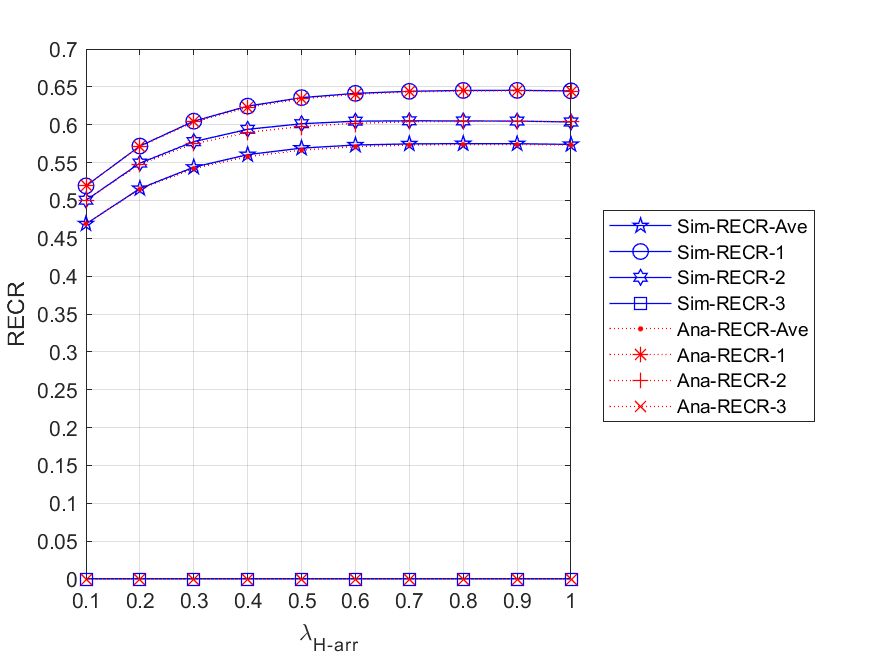 0.7
0.65
0.6
0.55
0.5
0.45
0.4
0.35
0.3
0.25
0.2
0.15
0.1
0.05
0
RECR
0.1 0.2 0.3 0.4 0.5 0.6 0.7 0.8 0.9 1
λH-arr
Sim-RECR-Ave
Sim-RECR-1
Sim-RECR-2
Sim-RECR-3
Ana-RECR-Ave
Ana-RECR-1
Ana-RECR-2
Ana-RECR-3